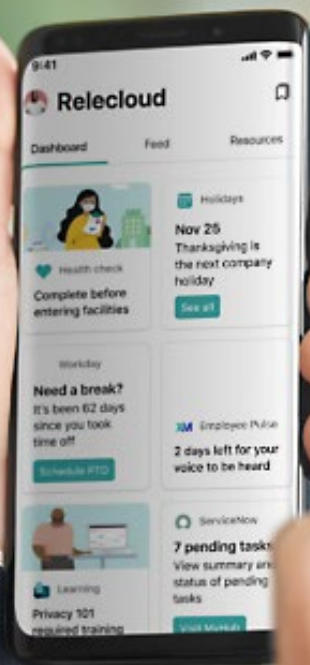 9:41
Relecloud
Dashboard Feed Resources
Health check
Complete before
entering facilities
Holidays
Nov 25
Thanksgiving is
the next company
holiday
See all
Workday
Need a break?
It's been 62 days
since you took
time off
Schedule PTO
Employee Pulse
2 days left for your
voice to be heard
Learning
Privacy 101
required training
ServiceNow
7 pending tasks
View summary and
status of pending
tasks
Visit MyHub